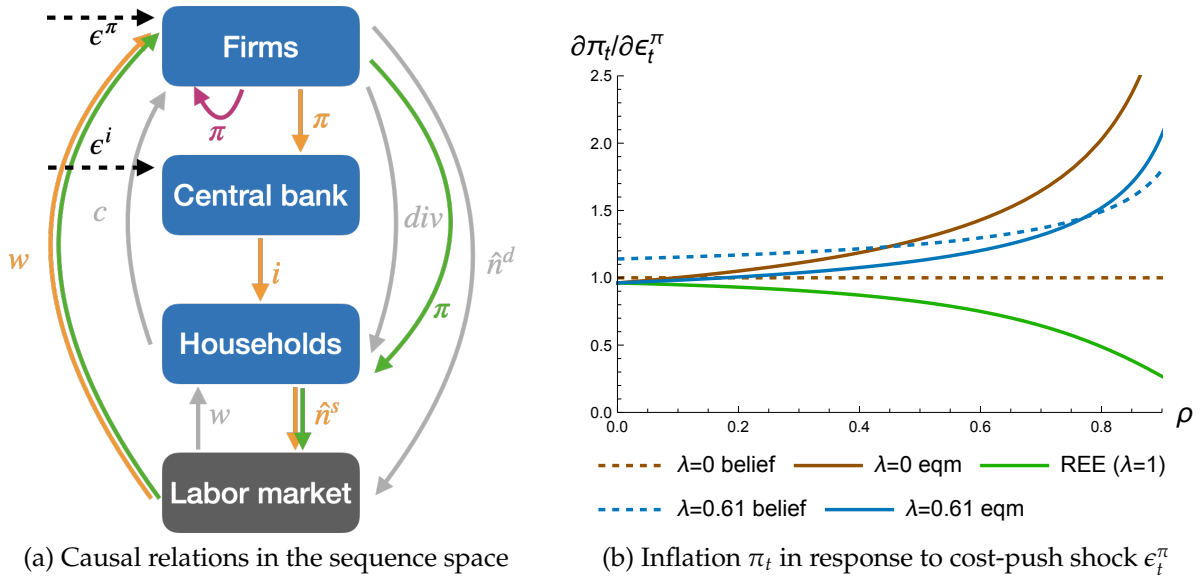 ϵ^π
Firms
π
π
ϵ^i
Central bank
c
div
n̂^d
w
i
π
Households
w
n̂^s
Labor market
(a) Causal relations in the sequence space
∂π_t/∂ϵ_t^π
2.5
2.0
1.5
1.0
0.5
0.0
0.0 0.2 0.4 0.6 0.8
ρ
λ=0 belief λ=0 eqm REE (λ=1)
λ=0.61 belief λ=0.61 eqm
(b) Inflation π_t in response to cost-push shock ϵ_t^π